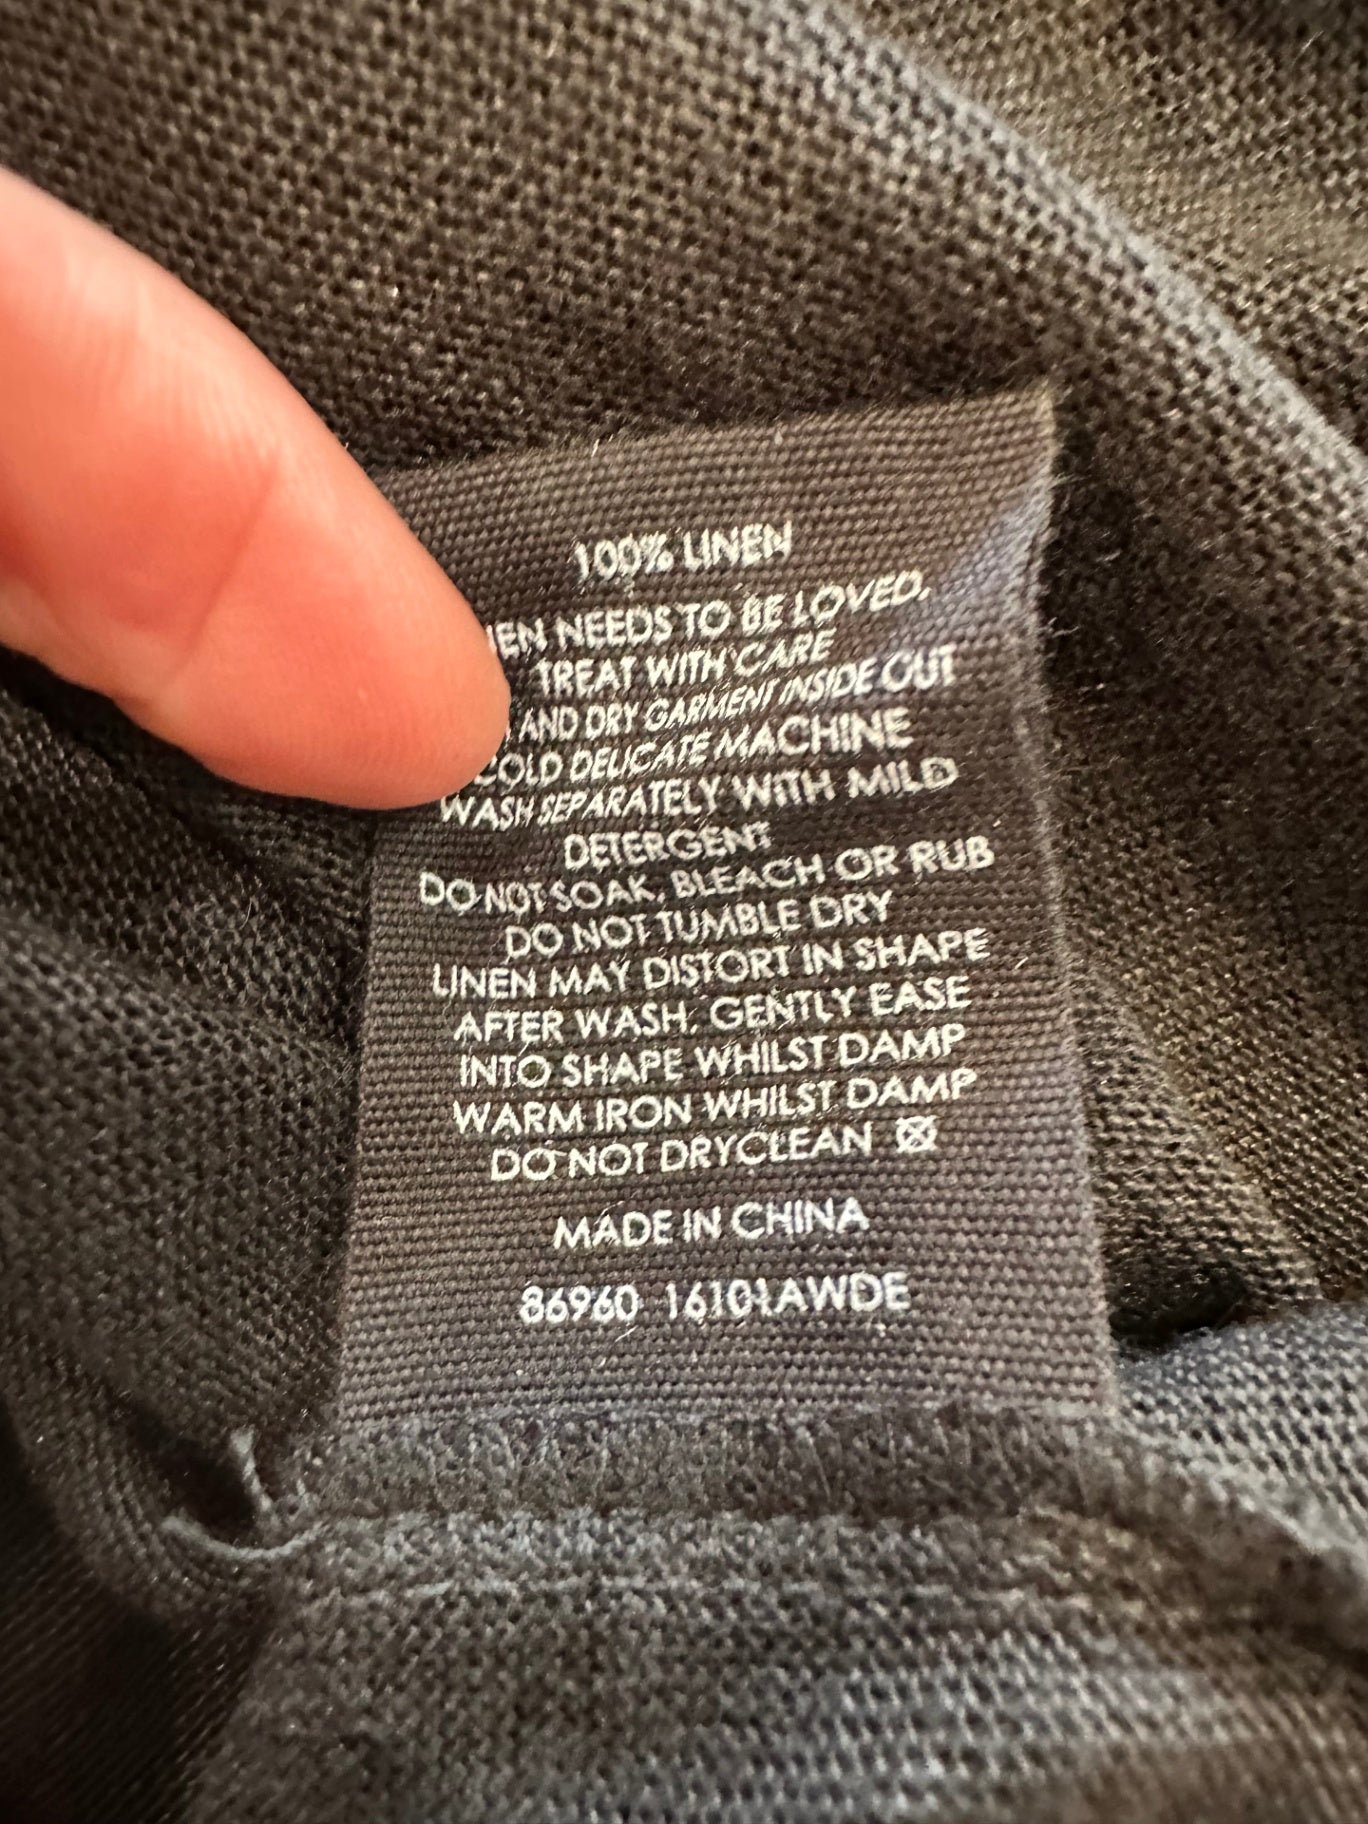 100% LINEN
NEEDS TO BE LOVED,
TREAT WITH CARE
AND DRY GARMENT INSIDE OUT
COLD DELICATE MACHINE
WASH SEPARATELY WITH MILD
DETERGENT
DO NOT SOAK, BLEACH OR RUB
DO NOT TUMBLE DRY
LINEN MAY DISTORT IN SHAPE
AFTER WASH, GENTLY EASE
INTO SHAPE WHILST DAMP
WARM IRON WHILST DAMP
DO NOT DRYCLEAN
MADE IN CHINA
86960 16101AWDE